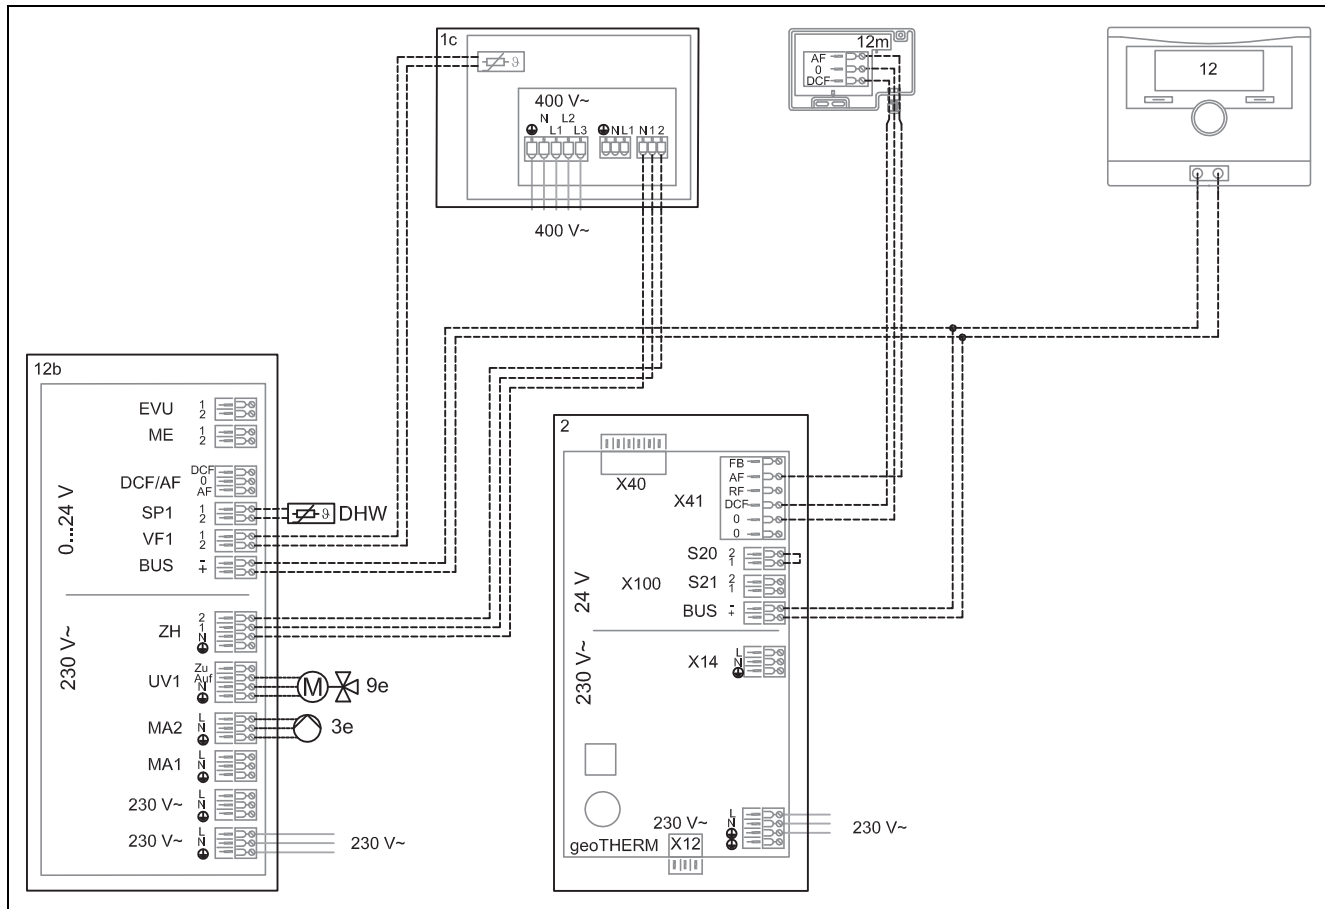 1c
ϑ
400 V~
N L2
L1 L3
N L1
N 1 2
400 V~
12m
AF
0
DCF
12
12b
0...24 V
EVU 1
2
ME 1
2
DCF/AF DCF
0
AF
SP1 1
2
ϑ DHW
VF1 1
2
BUS -
+
230 V~
ZH 2
1
N
UV1 Zu
Auf
N
M 9e
MA2 L
N
3e
MA1 L
N
230 V~ L
N
230 V~ L
N
230 V~
2
X40
X41
FB
AF
RF
DCF
0
0
24 V
X100
S20 2
1
S21 2
1
BUS -
+
230 V~
X14 L
N
230 V~
L
N
230 V~
geoTHERM X12